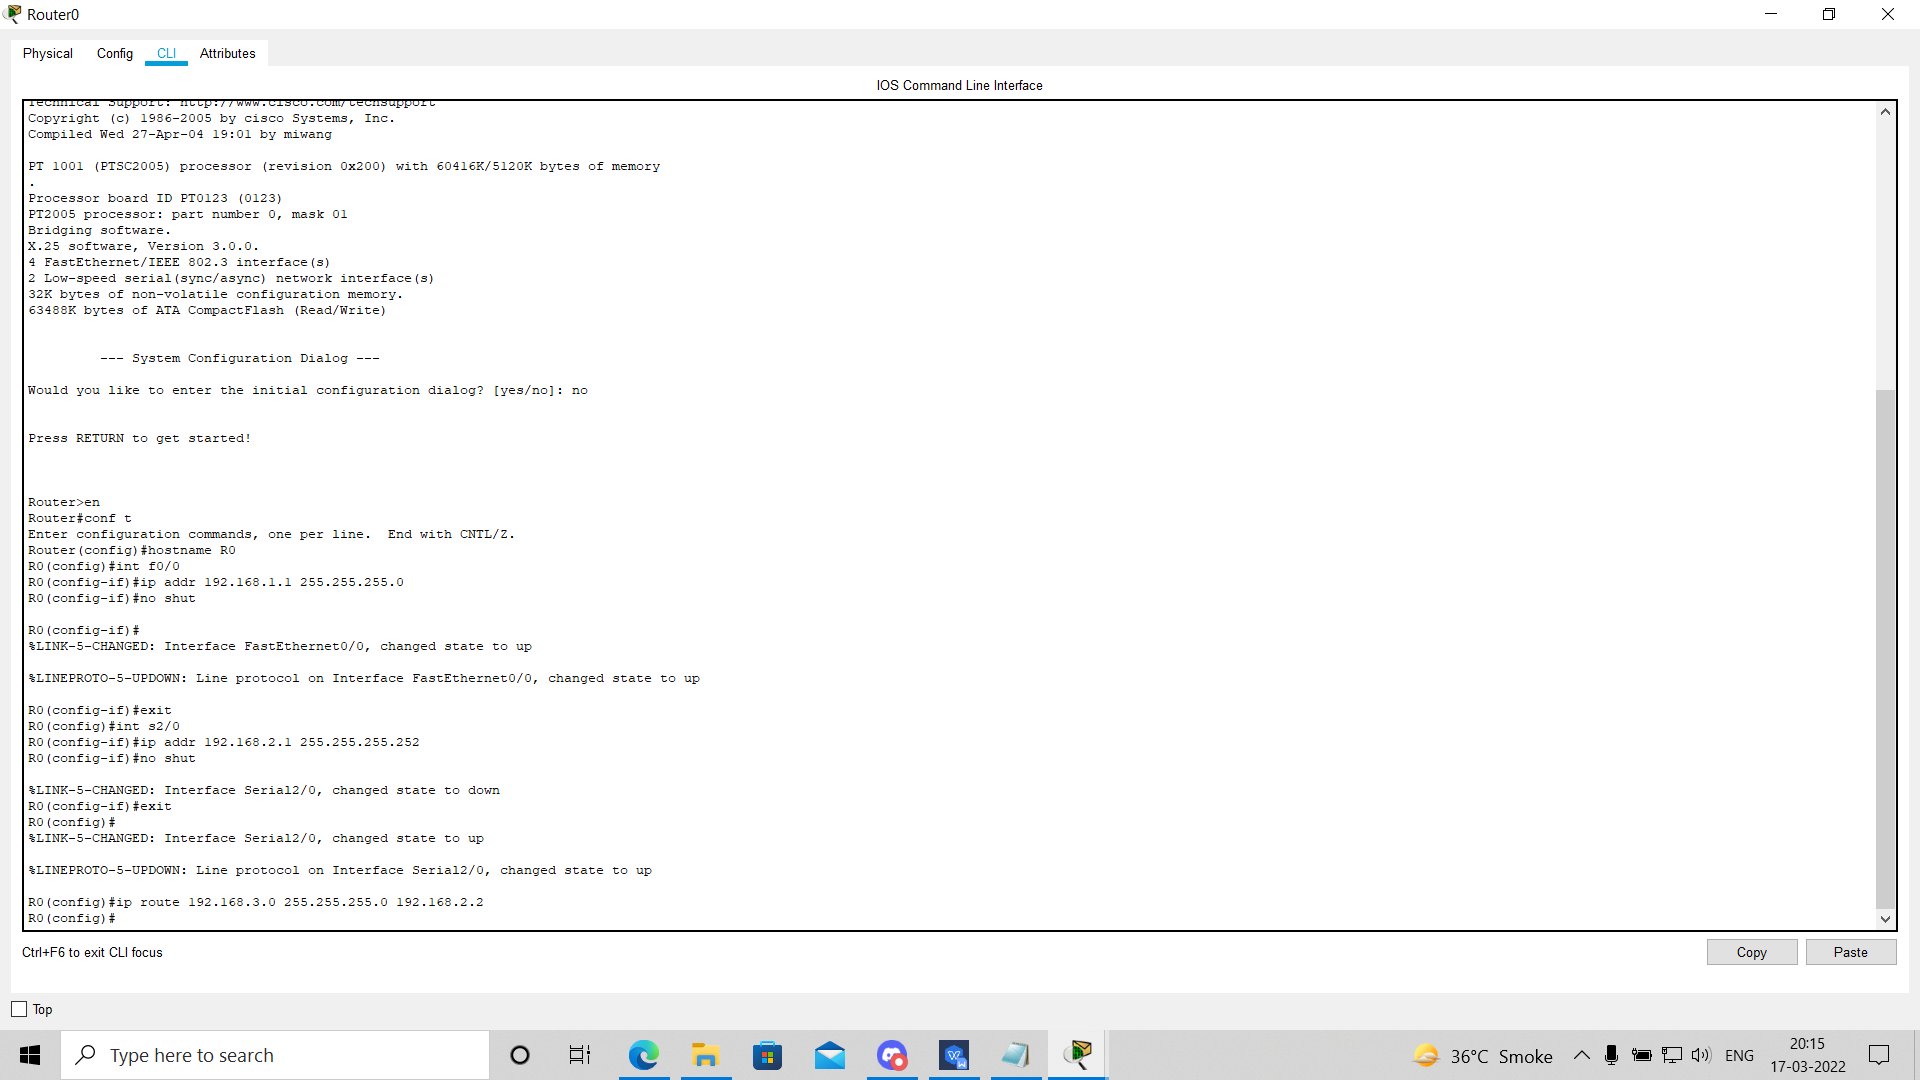 Router0
Physical Config CLI Attributes
IOS Command Line Interface
Technical Support: http://www.cisco.com/techsupport
Copyright (c) 1986-2005 by cisco Systems, Inc.
Compiled Wed 27-Apr-04 19:01 by miwang
PT 1001 (PTSC2005) processor (revision 0x200) with 60416K/5120K bytes of memory
.
Processor board ID PT0123 (0123)
PT2005 processor: part number 0, mask 01
Bridging software.
X.25 software, Version 3.0.0.
4 FastEthernet/IEEE 802.3 interface(s)
2 Low-speed serial(sync/async) network interface(s)
32K bytes of non-volatile configuration memory.
63488K bytes of ATA CompactFlash (Read/Write)
--- System Configuration Dialog ---
Would you like to enter the initial configuration dialog? [yes/no]: no
Press RETURN to get started!
Router>en
Router#conf t
Enter configuration commands, one per line.  End with CNTL/Z.
Router(config)#hostname R0
R0(config)#int f0/0
R0(config-if)#ip addr 192.168.1.1 255.255.255.0
R0(config-if)#no shut
R0(config-if)#
%LINK-5-CHANGED: Interface FastEthernet0/0, changed state to up
%LINEPROTO-5-UPDOWN: Line protocol on Interface FastEthernet0/0, changed state to up
R0(config-if)#exit
R0(config)#int s2/0
R0(config-if)#ip addr 192.168.2.1 255.255.255.252
R0(config-if)#no shut
%LINK-5-CHANGED: Interface Serial2/0, changed state to down
R0(config-if)#exit
R0(config)#
%LINK-5-CHANGED: Interface Serial2/0, changed state to up
%LINEPROTO-5-UPDOWN: Line protocol on Interface Serial2/0, changed state to up
R0(config)#ip route 192.168.3.0 255.255.255.0 192.168.2.2
R0(config)#
Ctrl+F6 to exit CLI focus
Copy Paste
Top
Type here to search
36°C Smoke
ENG
20:15
17-03-2022